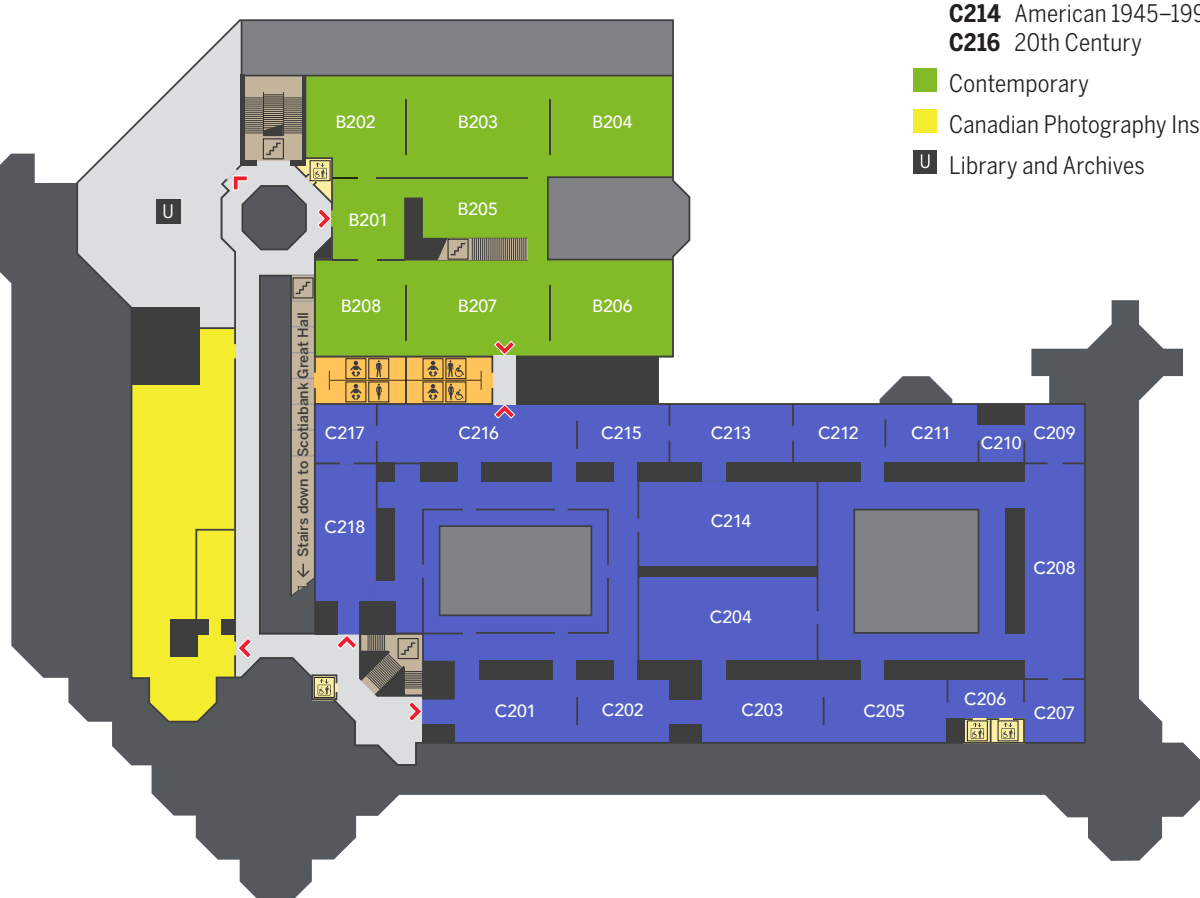 C214 American 1945–199
C216 20th Century
Contemporary
Canadian Photography Ins
U Library and Archives
B202 B203 B204
U
B201 B205
B208 B207 B206
← Stairs down to Scotiabank Great Hall
C217 C216 C215 C213 C212 C211 C210 C209
C218 C214
C208
C204
C201 C202 C203 C205 C206 C207